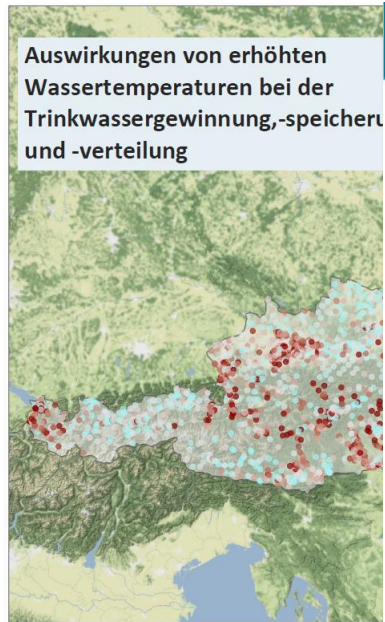 Auswirkungen von erhöhten
Wassertemperaturen bei der
Trinkwassergewinnung,-speicheru
und -verteilung